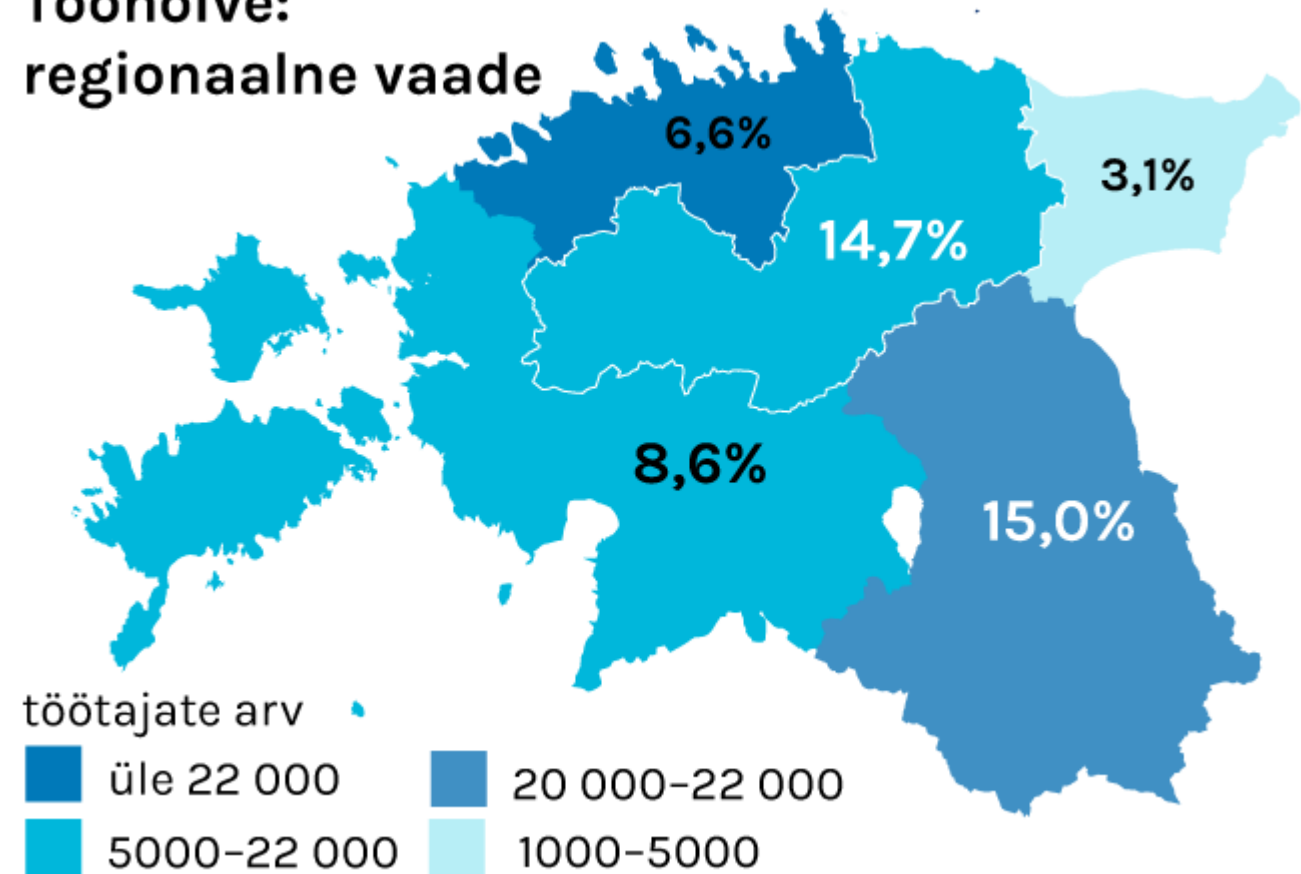 Tööhõive:
regionaalne vaade
6,6%
3,1%
14,7%
8,6%
15,0%
töötajate arv
üle 22 000
20 000–22 000
5000–22 000
1000–5000